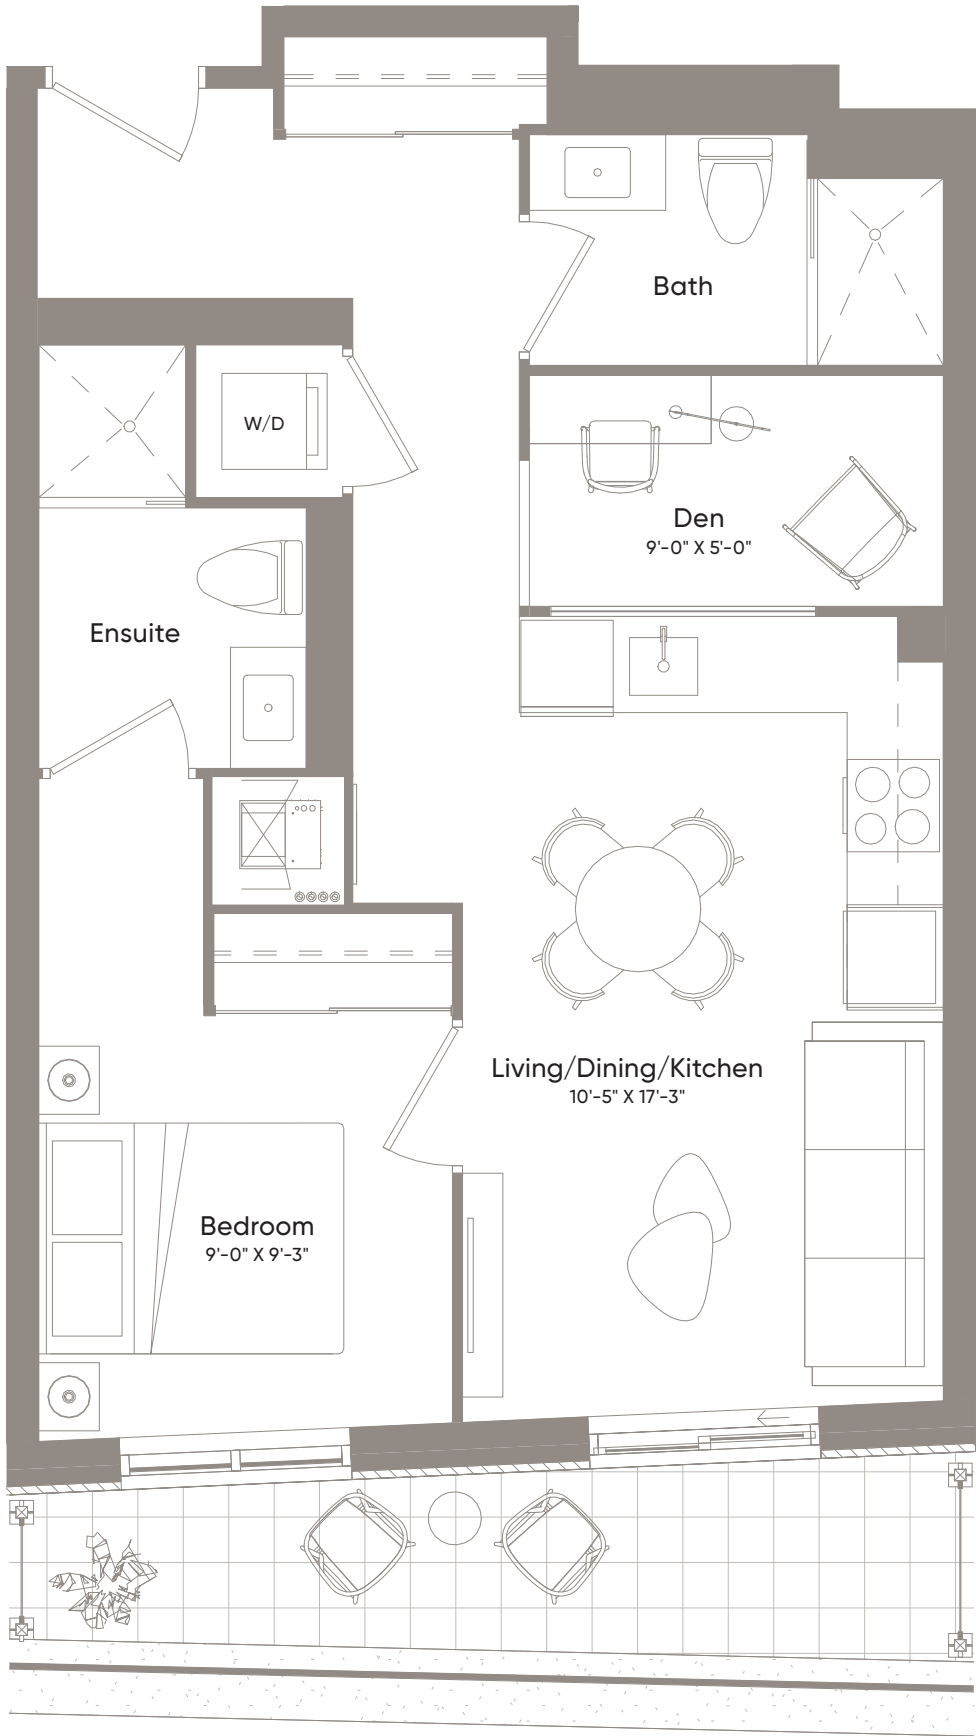 Bath
W/D
Den
9'-0" X 5'-0"
Ensuite
Living/Dining/Kitchen
10'-5" X 17'-3"
Bedroom
9'-0" X 9'-3"